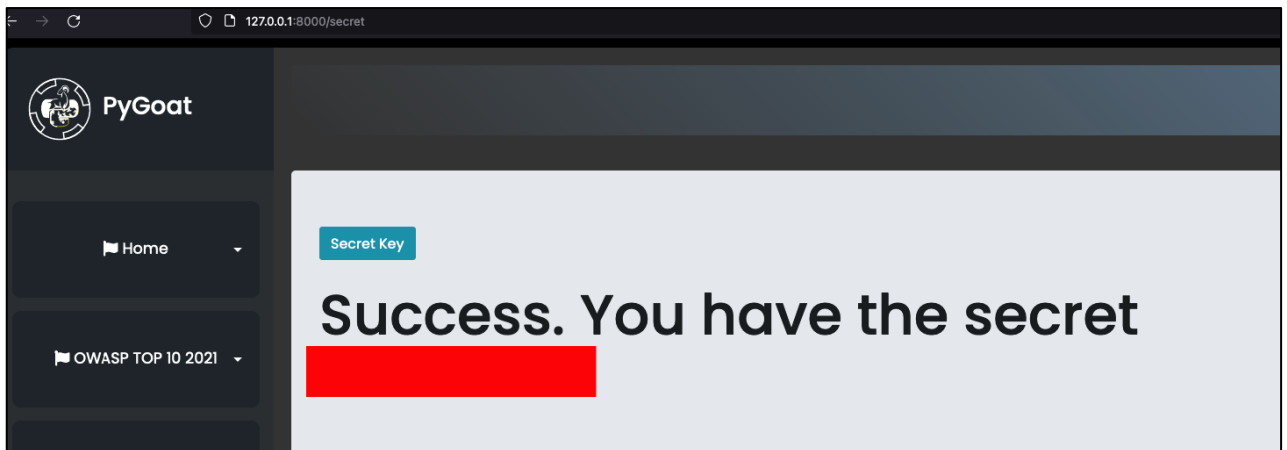 127.0.0.1:8000/secret
PyGoat
Home
OWASP TOP 10 2021
Secret Key
Success. You have the secret